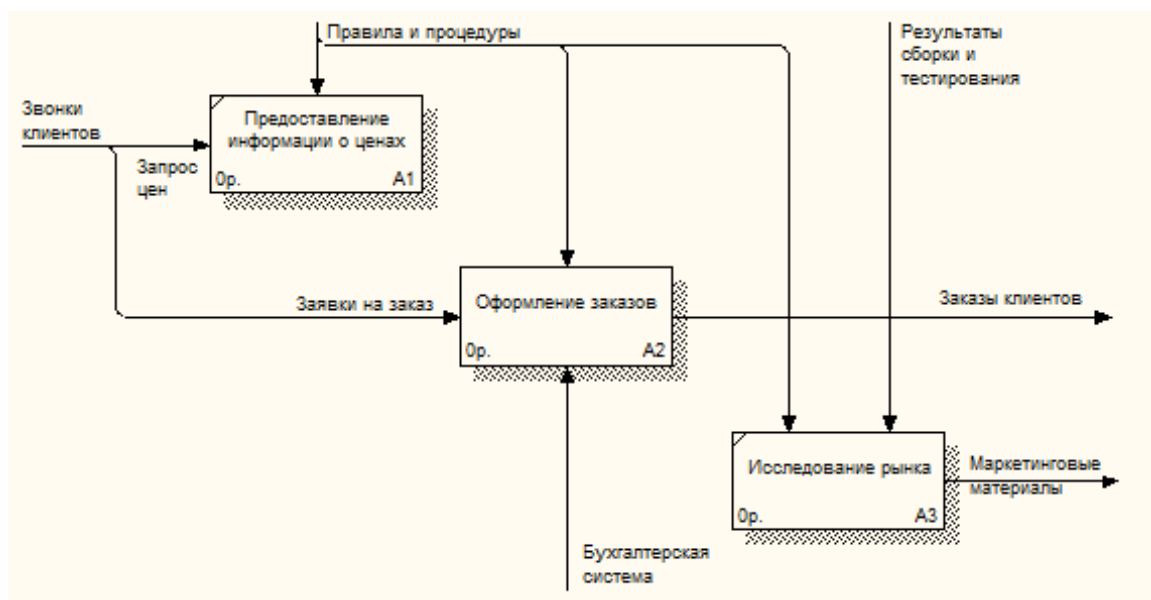 Правила и процедуры
Результаты
сборки и
тестирования
Звонки
клиентов
Предоставление
информации о ценах
0р.
A1
Запрос
цен
Заявки на заказ
Оформление заказов
0р.
A2
Заказы клиентов
Исследование рынка
0р.
A3
Маркетинговые
материалы
Бухгалтерская
система